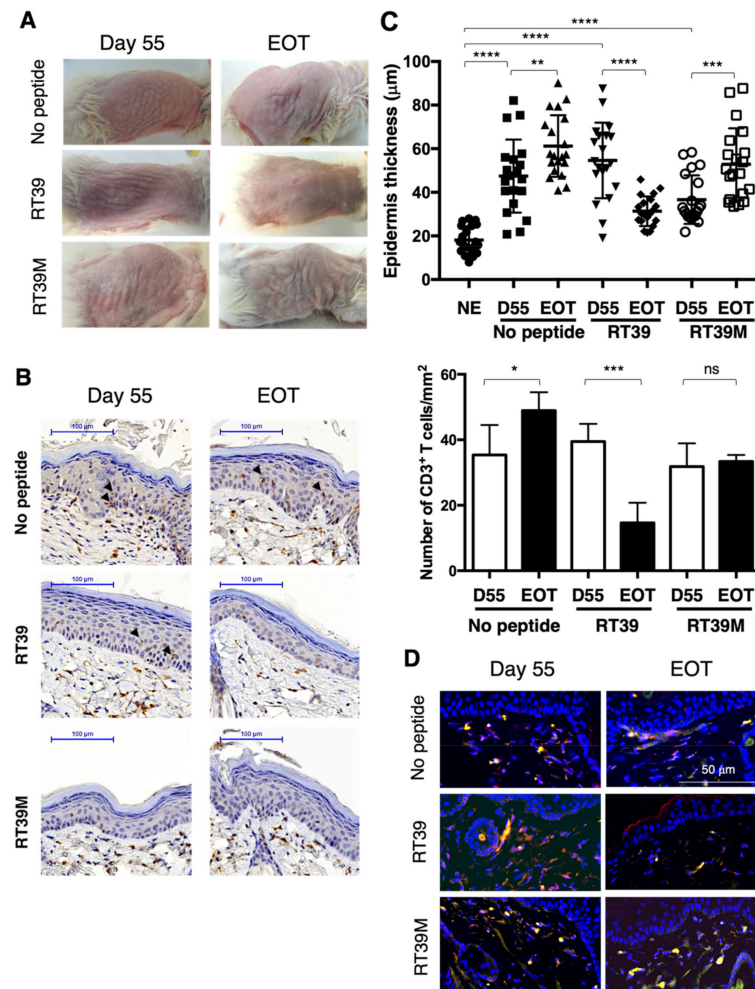 A
Day 55 EOT
No peptide
RT39
RT39M
B
Day 55 EOT
No peptide
100 µm 100 µm
RT39
100 µm 100 µm
RT39M
100 µm 100 µm
C
****
****
**** ** **** ***
Epidermis thickness (µm)
100
80
60
40
20
0
NE D55 EOT D55 EOT D55 EOT
No peptide RT39 RT39M
* *** ns
Number of CD3+ T cells/mm2
60
40
20
0
D55 EOT D55 EOT D55 EOT
No peptide RT39 RT39M
D
Day 55 EOT
No peptide
50 µm
RT39
RT39M